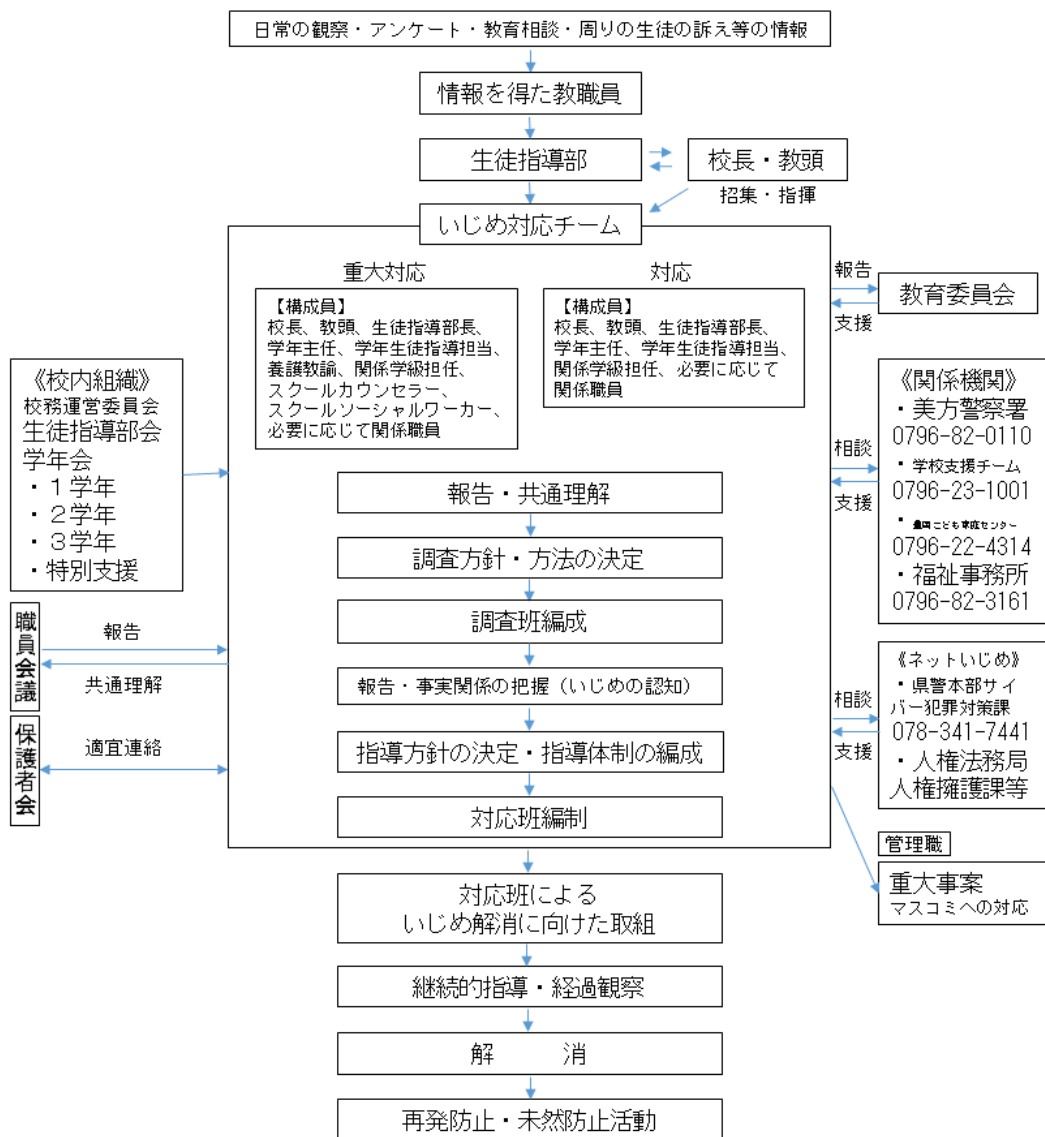 日常の観察・アンケート・教育相談・周りの生徒の訴え等の情報
情報を得た教職員
生徒指導部
校長・教頭
招集・指揮
いじめ対応チーム
重大対応
【構成員】
校長、教頭、生徒指導部長、
学年主任、学年生徒指導担当、
養護教諭、関係学級担任、
スクールカウンセラー、
スクールソーシャルワーカー、
必要に応じて関係職員
対応
【構成員】
校長、教頭、生徒指導部長、
学年主任、学年生徒指導担当、
関係学級担任、必要に応じて
関係職員
報告
支援
教育委員会
《校内組織》
校務運営委員会
生徒指導部会
学年会
・１学年
・２学年
・３学年
・特別支援
相談
支援
《関係機関》
・美方警察署
0796-82-0110
・学校支援チーム
0796-23-1001
・豊岡こども家庭センター
0796-22-4314
・福祉事務所
0796-82-3161
報告・共通理解
調査方針・方法の決定
調査班編成
報告・事実関係の把握（いじめの認知）
指導方針の決定・指導体制の編成
対応班編制
職員会議
報告
共通理解
保護者会
適宜連絡
相談
支援
《ネットいじめ》
・県警本部サイ
バー犯罪対策課
078-341-7441
・人権法務局
人権擁護課等
管理職
重大事案
マスコミへの対応
対応班による
いじめ解消に向けた取組
継続的指導・経過観察
解　　消
再発防止・未然防止活動